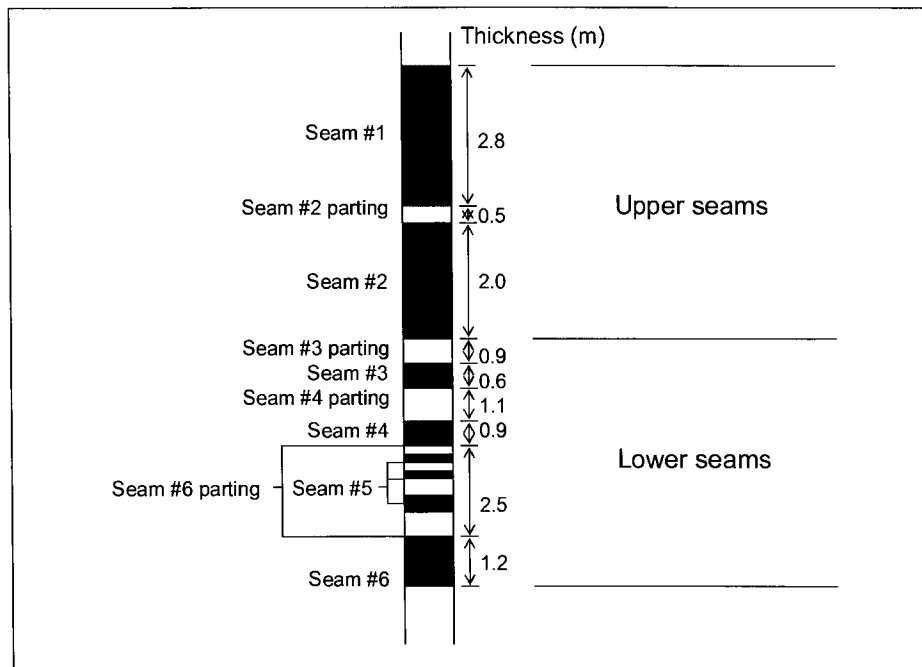 Thickness (m)
Seam #1
2.8
Seam #2 parting
0.5
Upper seams
Seam #2
2.0
Seam #3 parting
0.9
Seam #3
0.6
Seam #4 parting
1.1
Seam #4
0.9
Lower seams
Seam #6 parting
Seam #5
2.5
Seam #6
1.2